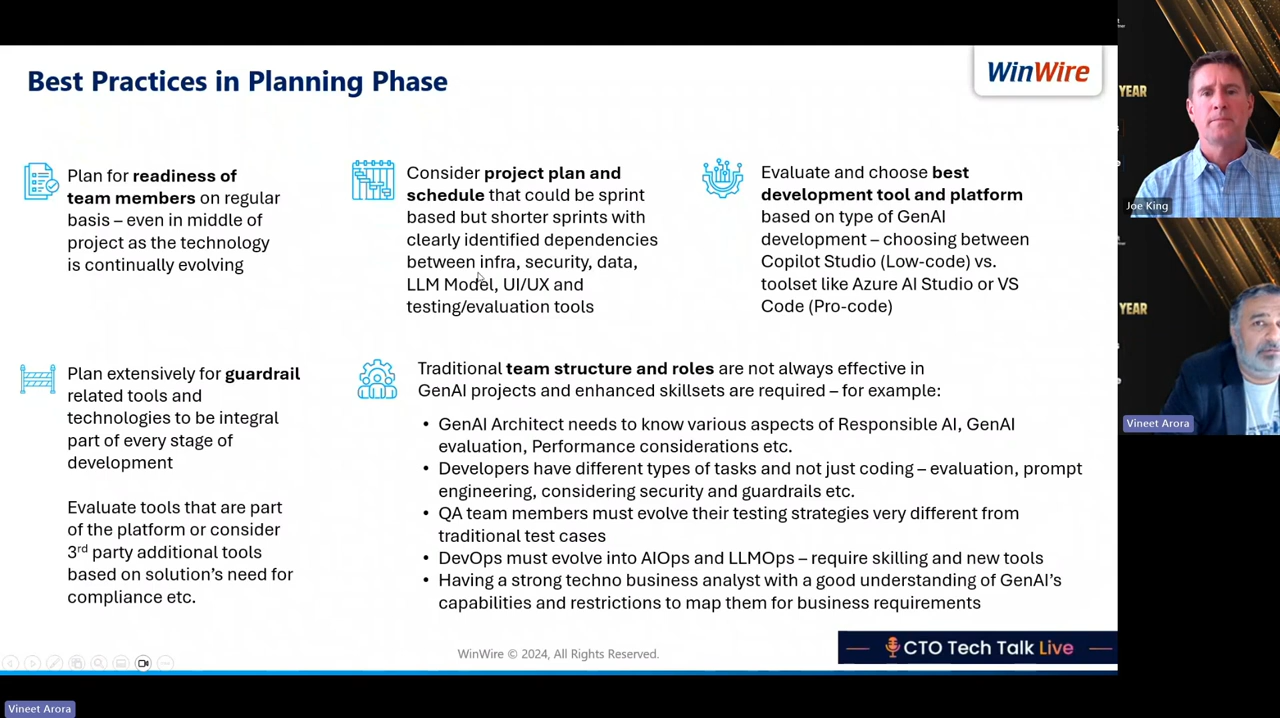 Best Practices in Planning Phase
WinWire
Plan for readiness of
team members on regular
basis – even in middle of
project as the technology
is continually evolving
Consider project plan and
schedule that could be sprint
based but shorter sprints with
clearly identified dependencies
between infra, security, data,
LLM Model, UI/UX and
testing/evaluation tools
Evaluate and choose best
development tool and platform
based on type of GenAI
development – choosing between
Copilot Studio (Low-code) vs.
toolset like Azure AI Studio or VS
Code (Pro-code)
Plan extensively for guardrail
related tools and
technologies to be integral
part of every stage of
development
Evaluate tools that are part
of the platform or consider
3rd party additional tools
based on solution’s need for
compliance etc.
Traditional team structure and roles are not always effective in
GenAI projects and enhanced skillsets are required – for example:
• GenAI Architect needs to know various aspects of Responsible AI, GenAI
evaluation, Performance considerations etc.
• Developers have different types of tasks and not just coding – evaluation, prompt
engineering, considering security and guardrails etc.
• QA team members must evolve their testing strategies very different from
traditional test cases
• DevOps must evolve into AIOps and LLMOps – require skilling and new tools
• Having a strong techno business analyst with a good understanding of GenAI’s
capabilities and restrictions to map them for business requirements
WinWire © 2024, All Rights Reserved.
CTO Tech Talk Live
YEAR
Joe King
YEAR
Vineet Arora
Vineet Arora